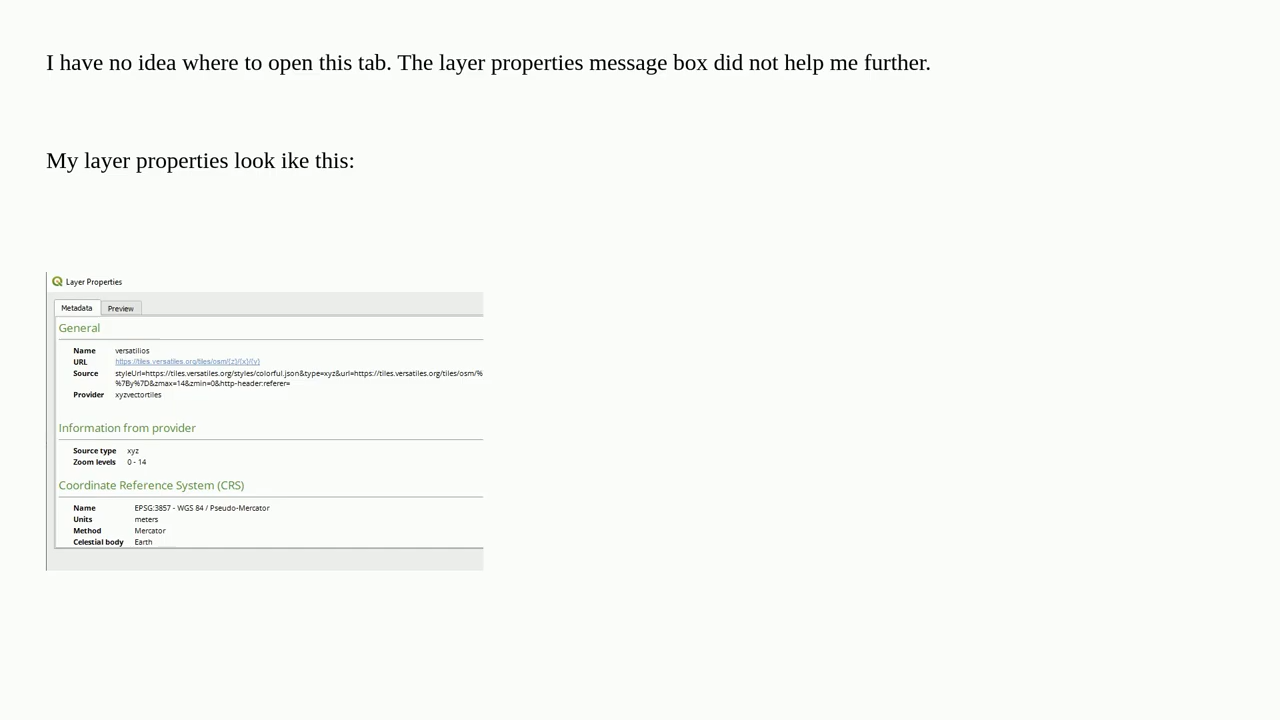 I have no idea where to open this tab. The layer properties message box did not help me further.
My layer properties look ike this:
Layer Properties
Metadata Preview
General
Name versatilios
URL https://tiles.versatiles.org/tiles/osm/{z}/{x}/{y}
Source styleUrl=https://tiles.versatiles.org/styles/colorful.json&type=xyz&url=https://tiles.versatiles.org/tiles/osm/%
%7By%7D&zmax=14&zmin=0&http-header:referer=
Provider xyzvectortiles
Information from provider
Source type xyz
Zoom levels 0 - 14
Coordinate Reference System (CRS)
Name EPSG:3857 - WGS 84 / Pseudo-Mercator
Units meters
Method Mercator
Celestial body Earth